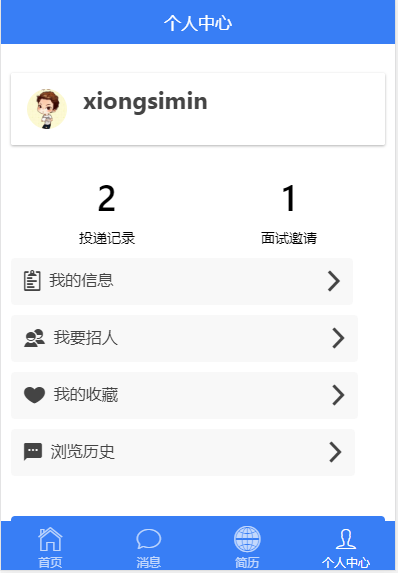 个人中心
xiongsimin
2 1
投递记录 面试邀请
我的信息
我要招人
我的收藏
浏览历史
首页 消息 简历 个人中心